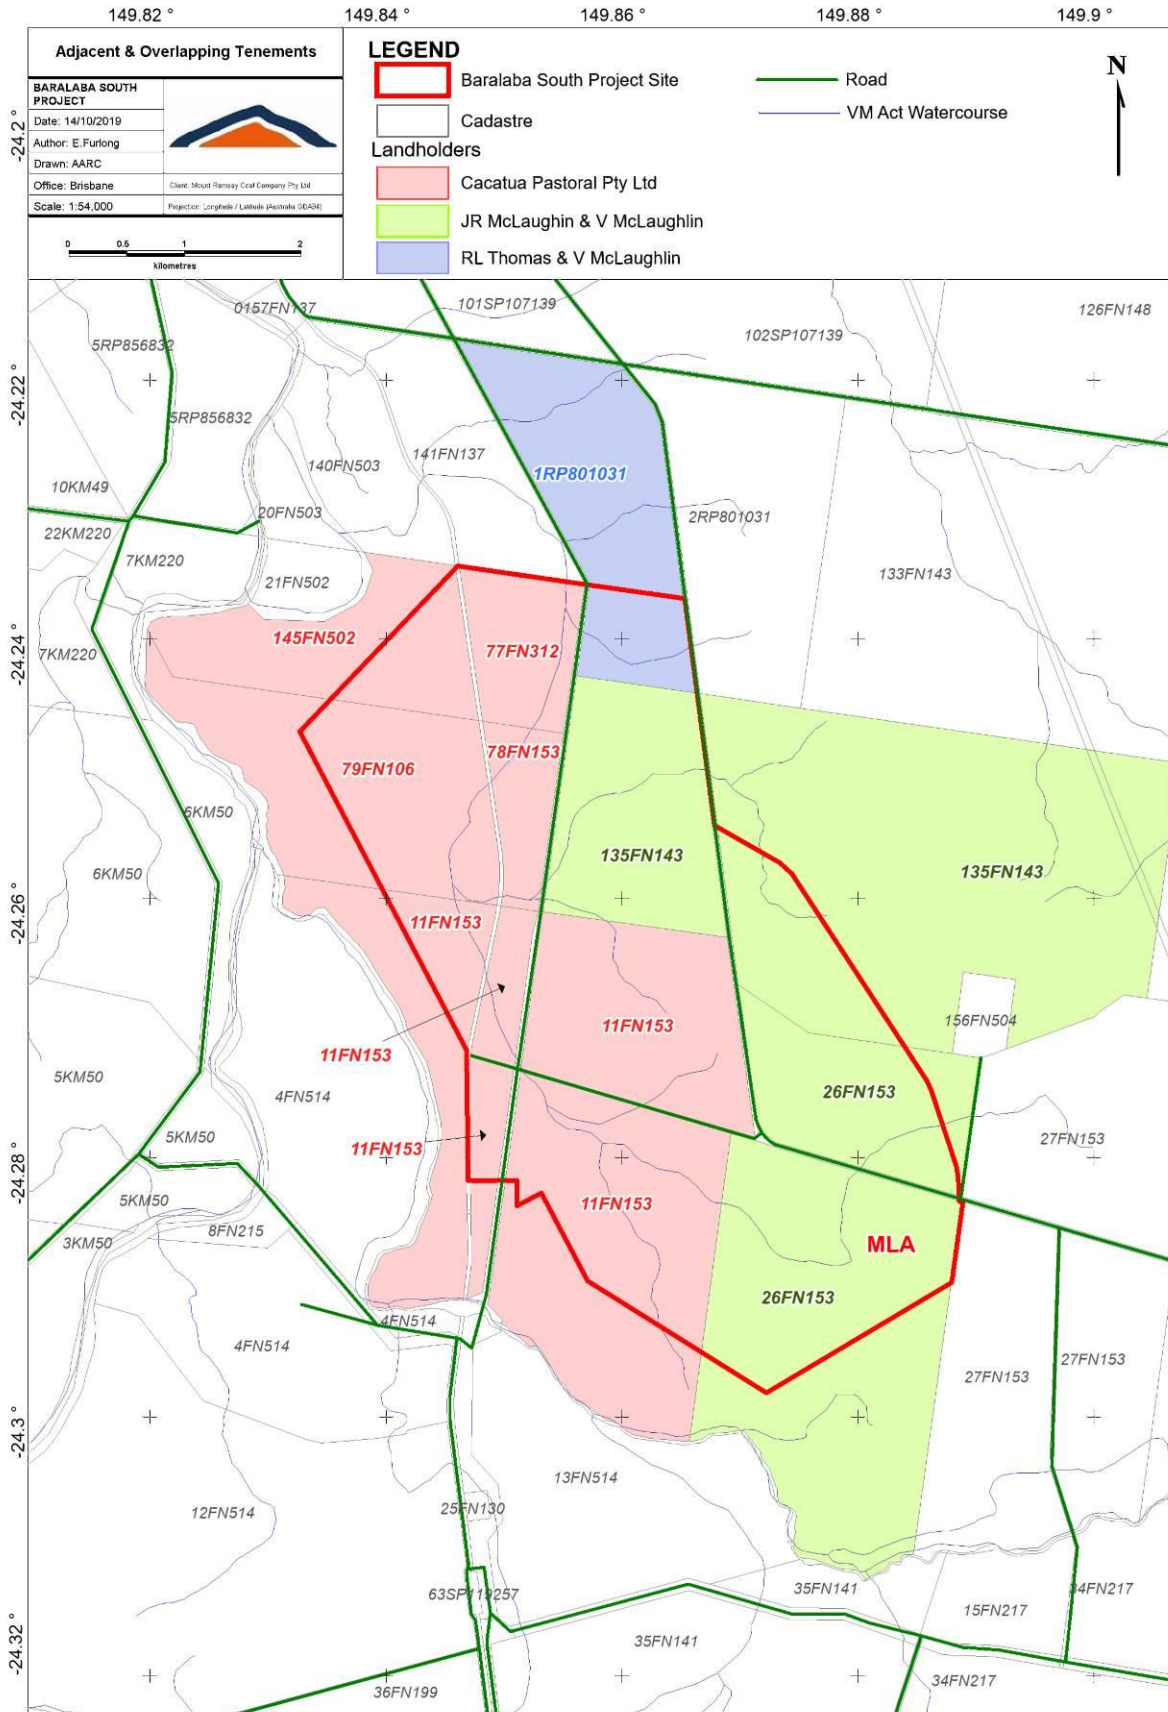 149.82 ° 149.84 ° 149.86 ° 149.88 ° 149.9 °
Adjacent & Overlapping Tenements
BARALABA SOUTH
PROJECT
Date: 14/10/2019
Author: E.Furlong
Drawn: AARC
Office: Brisbane
Client: Mount Ramsay Coal Company Pty Ltd
Scale: 1:54,000
Projection: Longitude / Latitude (Australia GDA94)
0 0.5 1 2
kilometres
LEGEND
Baralaba South Project Site
Cadastre
Landholders
Cacatua Pastoral Pty Ltd
JR McLaughin & V McLaughlin
RL Thomas & V McLaughlin
Road
VM Act Watercourse
N
-24.2 °
-24.22 °
-24.24 °
-24.26 °
-24.28 °
-24.3 °
-24.32 °
0157FN137
101SP107139
126FN148
102SP107139
5RP856832
5RP856832
141FN137
140FN503
1RP801031
10KM49
20FN503
2RP801031
22KM220
7KM220
133FN143
21FN502
145FN502
77FN312
7KM220
78FN153
79FN106
6KM50
135FN143
6KM50
135FN143
11FN153
156FN504
11FN153
11FN153
5KM50
4FN514
26FN153
5KM50
11FN153
27FN153
5KM50
11FN153
8FN215
3KM50
MLA
26FN153
4FN514
4FN514
27FN153
27FN153
13FN514
12FN514
25FN130
63SP119257
35FN141
34FN217
15FN217
35FN141
34FN217
36FN199